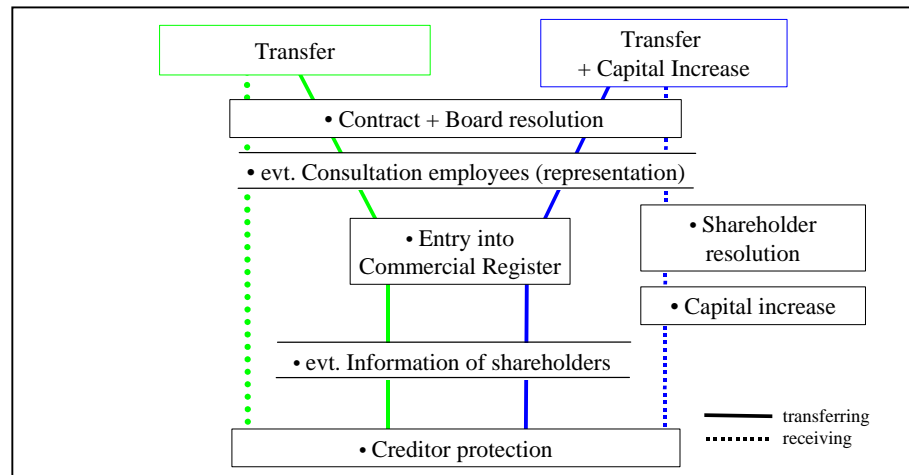 Transfer
Transfer
+ Capital Increase
• Contract + Board resolution
• evt. Consultation employees (representation)
• Entry into
Commercial Register
• Shareholder
resolution
• Capital increase
• evt. Information of shareholders
transferring
receiving
• Creditor protection